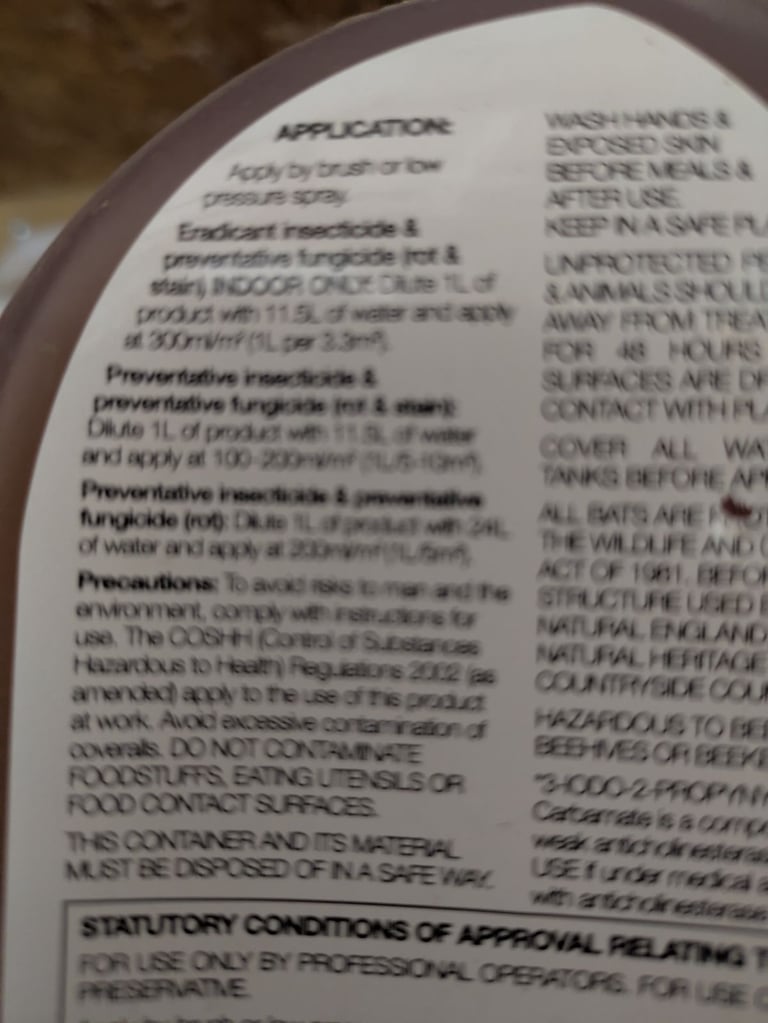 APPLICATION:
Apply by brush or low
pressure spray.
Eradicant insecticide &
preventative fungicide (rot &
stain) INDOOR ONLY: Dilute 1L of
product with 11.5L of water and apply
at 300ml/m² (1L per 3.3m²).
Preventative insecticide &
preventative fungicide (rot & stain):
Dilute 1L of product with 11.5L of water
and apply at 100-200ml/m² (1L/5-10m²).
Preventative insecticide & preventative
fungicide (rot): Dilute 1L of product with 24L
of water and apply at 200ml/m² (1L/5m²).
Precautions: To avoid risks to man and the
environment, comply with instructions for
use. The COSHH (Control of Substances
Hazardous to Health) Regulations 2002 (as
amended) apply to the use of this product
at work. Avoid excessive contamination of
coveralls. DO NOT CONTAMINATE
FOODSTUFFS, EATING UTENSILS OR
FOOD CONTACT SURFACES.
THIS CONTAINER AND ITS MATERIAL
MUST BE DISPOSED OF IN A SAFE WAY.
WASH HANDS &
EXPOSED SKIN
BEFORE MEALS &
AFTER USE.
KEEP IN A SAFE PL
UNPROTECTED PE
& ANIMALS SHOULD
AWAY FROM TREA
FOR 48 HOURS
SURFACES ARE DR
CONTACT WITH PLA
COVER ALL WA
TANKS BEFORE APP
ALL BATS ARE PROT
THE WILDLIFE AND C
ACT OF 1981. BEFOR
STRUCTURE USED B
NATURAL ENGLAND
NATURAL HERITAGE
COUNTRYSIDE COUN
HAZARDOUS TO BEE
BEEHIVES OR BEEKE
*3-IODO-2-PROPYNY
Carbamate is a comp
weak anticholinesteras
USE if under medical a
with anticholinesterase
STATUTORY CONDITIONS OF APPROVAL RELATING T
FOR USE ONLY BY PROFESSIONAL OPERATORS. FOR USE O
PRESERVATIVE.